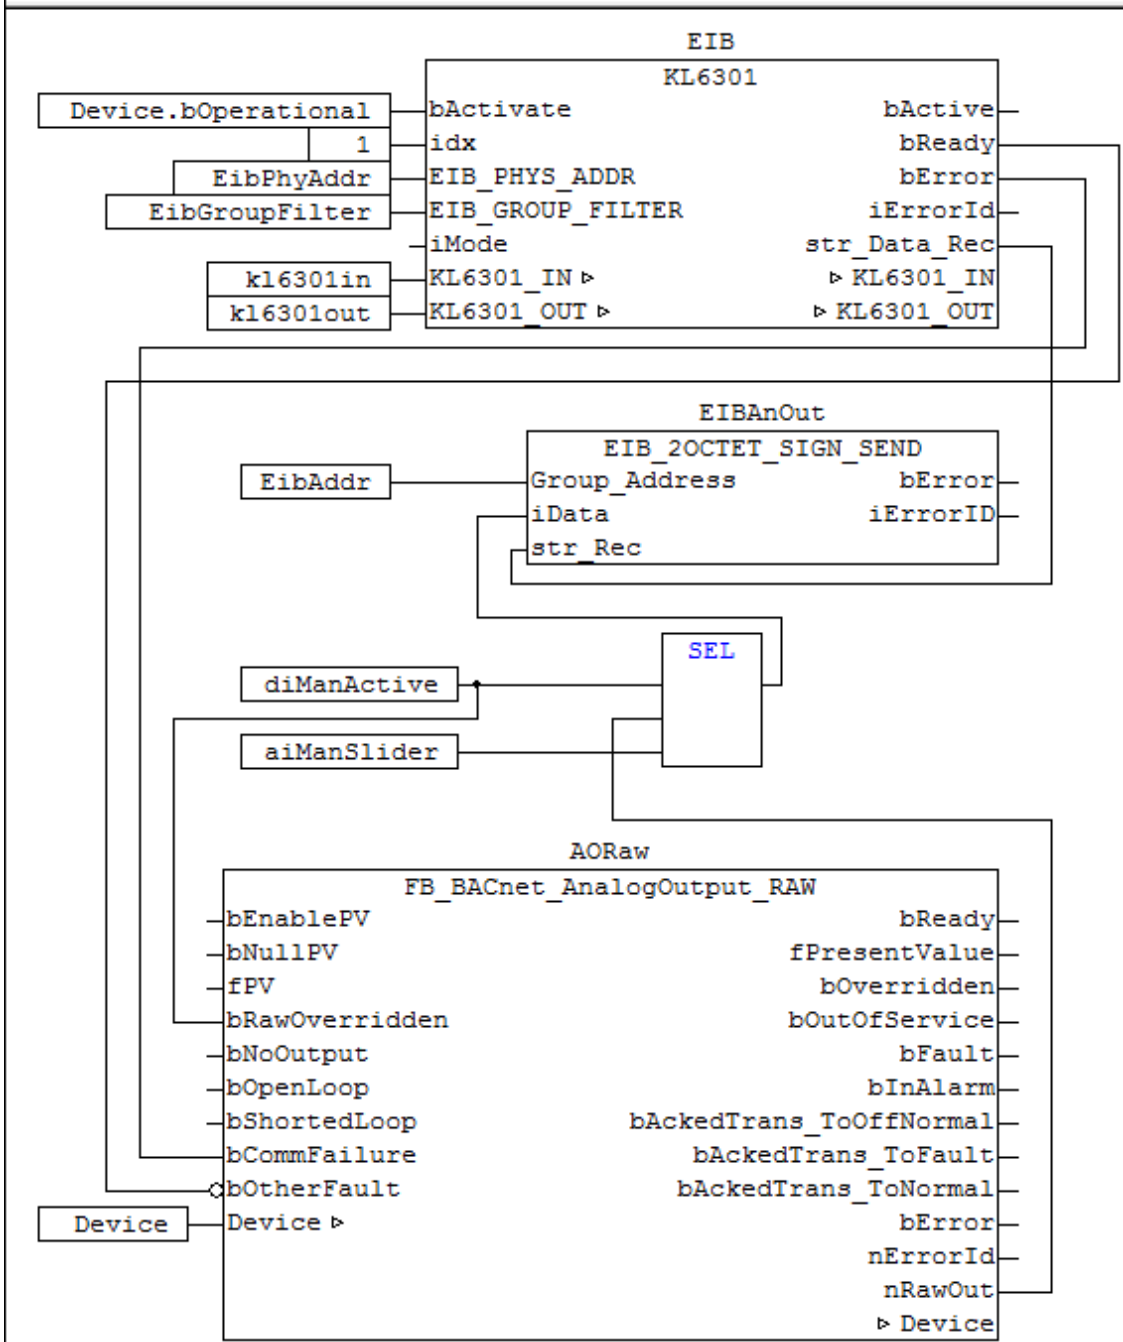 EIB
KL6301
Device.bOperational bActivate bActive
1 idx bReady
EibPhyAddr EIB_PHYS_ADDR bError
EibGroupFilter EIB_GROUP_FILTER iErrorId
iMode str_Data_Rec
kl6301in KL6301_IN ▹ ▹ KL6301_IN
kl6301out KL6301_OUT ▹ ▹ KL6301_OUT
EIBAnOut
EIB_2OCTET_SIGN_SEND
EibAddr Group_Address bError
iData iErrorID
str_Rec
SEL
diManActive
aiManSlider
AORaw
FB_BACnet_AnalogOutput_RAW
bEnablePV bReady
bNullPV fPresentValue
fPV bOverridden
bRawOverridden bOutOfService
bNoOutput bFault
bOpenLoop bInAlarm
bShortedLoop bAckedTrans_ToOffNormal
bCommFailure bAckedTrans_ToFault
bOtherFault bAckedTrans_ToNormal
Device Device ▹ bError
nErrorId
nRawOut
▹ Device